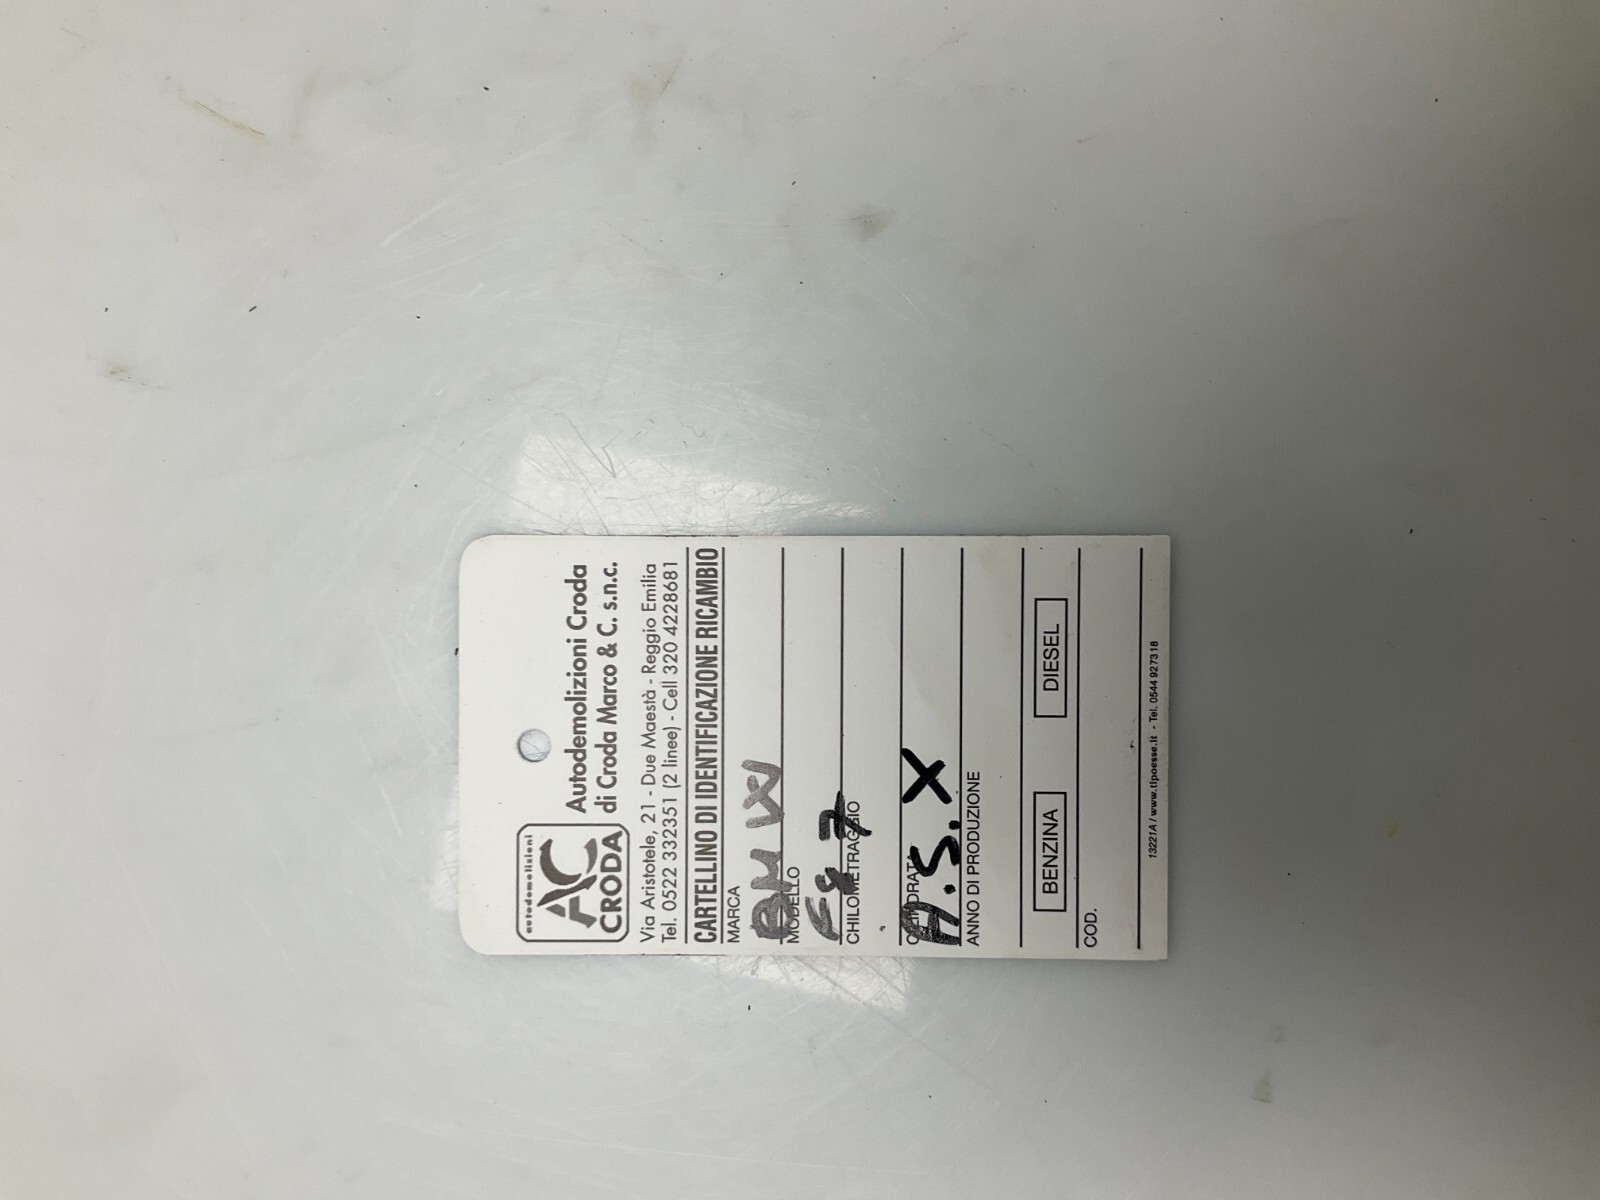 autodemolizioni
AC
CRODA
Autodemolizioni Croda
di Croda Marco & C. s.n.c.
Via Aristotele, 21 - Due Maestà - Reggio Emilia
Tel. 0522 332351 (2 linee) - Cell 320 4228681
CARTELLINO DI IDENTIFICAZIONE RICAMBIO
MARCA
BMW
MODELLO
F87
CHILOMETRAGGIO
CILINDRATA
A.S. X
ANNO DI PRODUZIONE
BENZINA DIESEL
COD.
13221A / www.tipoesse.it - Tel. 0544 927318